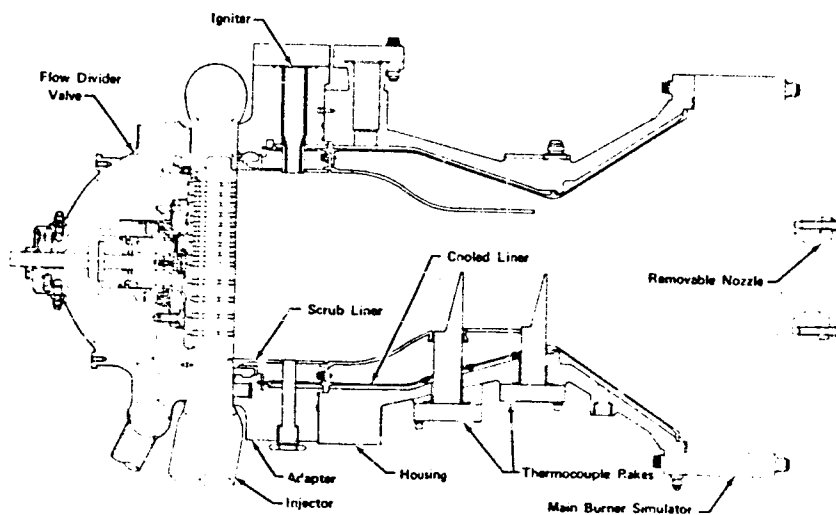 Igniter
Flow Divider
Valve
Cooled Liner
Removable Nozzle
Scrub Liner
Adapter
Housing
Thermocouple Rakes
Injector
Main Burner Simulator